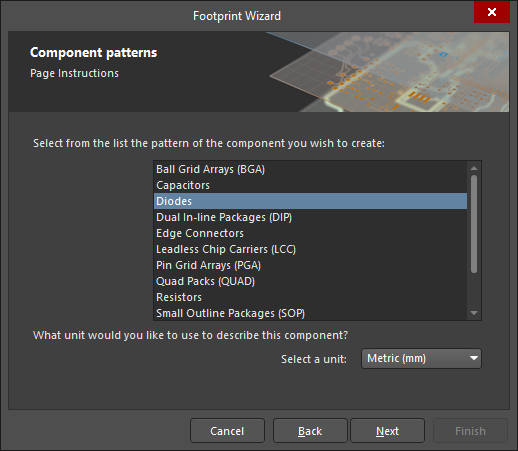 Footprint Wizard
Component patterns
Page Instructions
Select from the list the pattern of the component you wish to create:
Ball Grid Arrays (BGA)
Capacitors
Diodes
Dual In-line Packages (DIP)
Edge Connectors
Leadless Chip Carriers (LCC)
Pin Grid Arrays (PGA)
Quad Packs (QUAD)
Resistors
Small Outline Packages (SOP)
What unit would you like to use to describe this component?
Select a unit: Metric (mm)
Cancel Back Next Finish